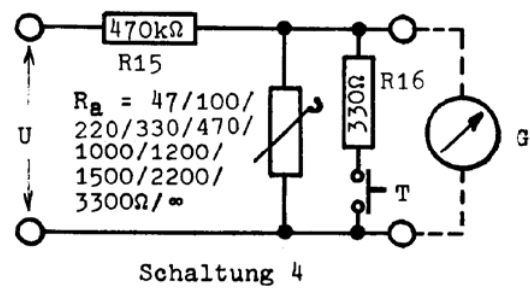 470kΩ
R15
Ra = 47/100/
220/330/470/
1000/1200/
1500/2200/
3300Ω/∞
330Ω
R16
U
T
G
Schaltung 4